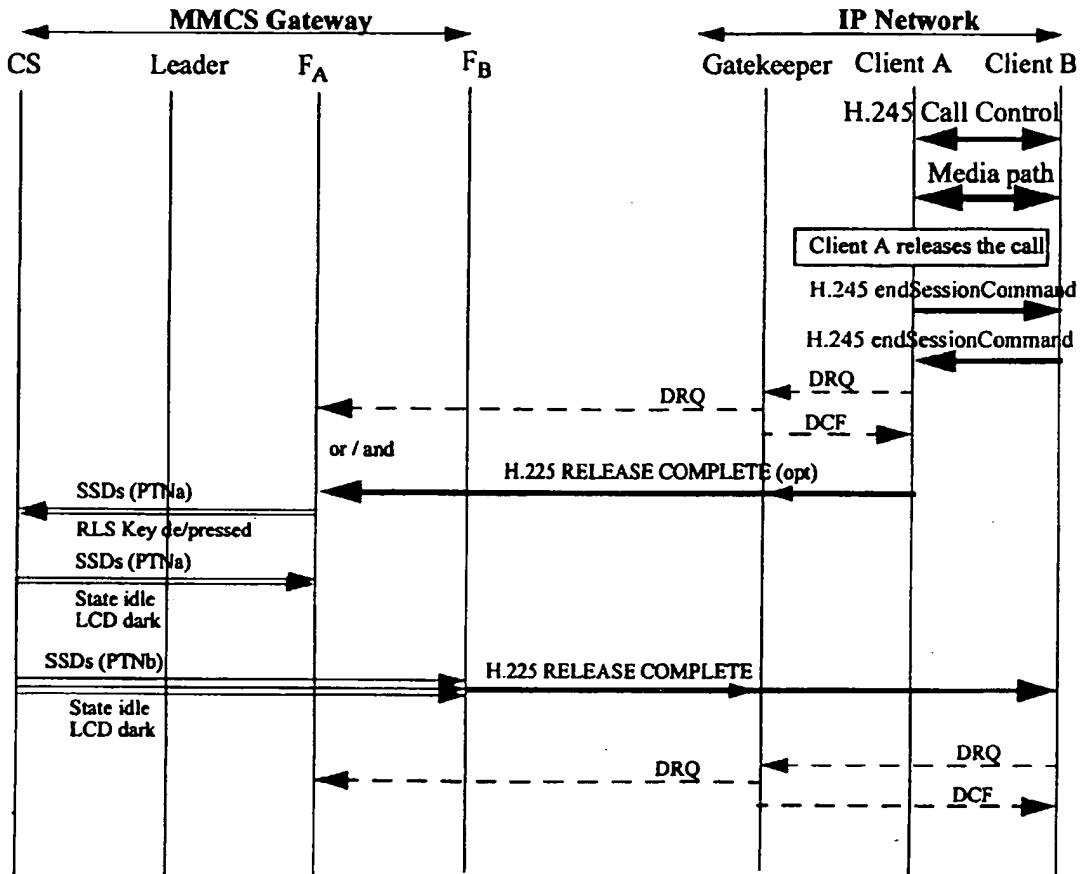 MMCS Gateway
IP Network
CS
Leader
FA
FB
Gatekeeper
Client A
Client B
H.245 Call Control
Media path
Client A releases the call
H.245 endSessionCommand
H.245 endSessionCommand
DRQ
DRQ
DCF
or / and
H.225 RELEASE COMPLETE (opt)
SSDs (PTNa)
RLS Key de/pressed
SSDs (PTNa)
State idle
LCD dark
SSDs (PTNb)
H.225 RELEASE COMPLETE
State idle
LCD dark
DRQ
DRQ
DCF